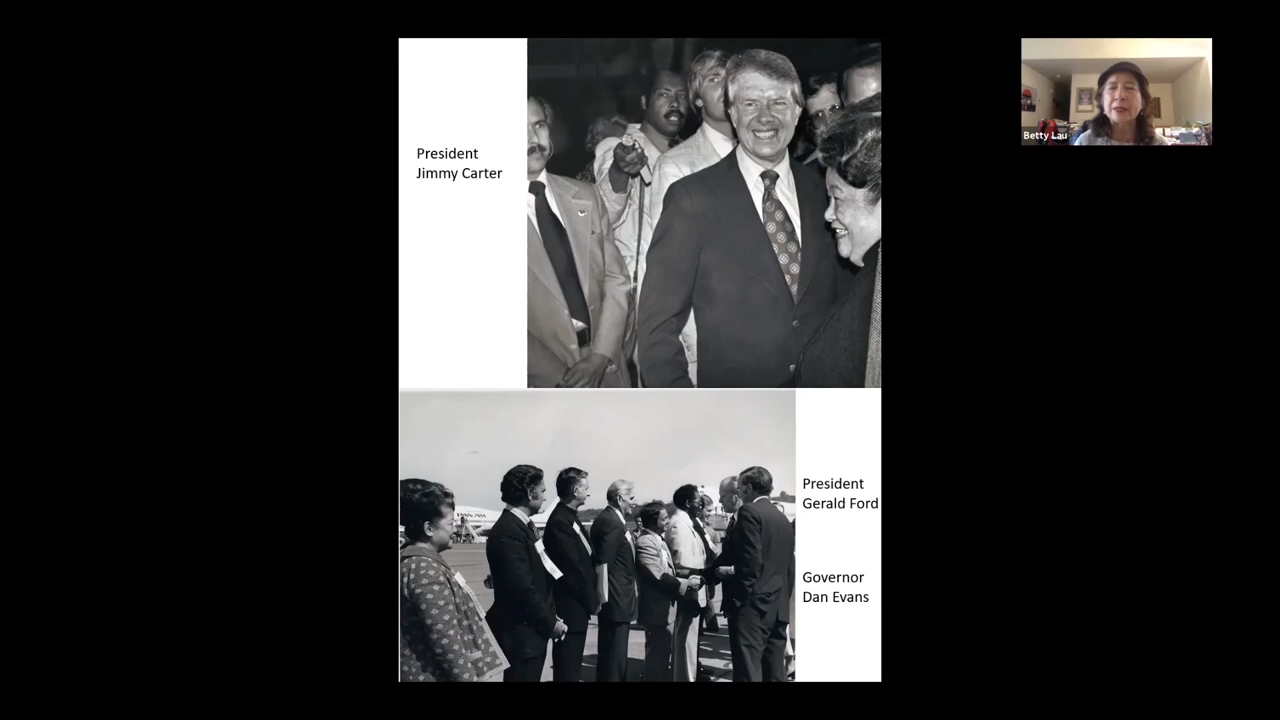 President
Jimmy Carter
Betty Lau
President
Gerald Ford
Governor
Dan Evans